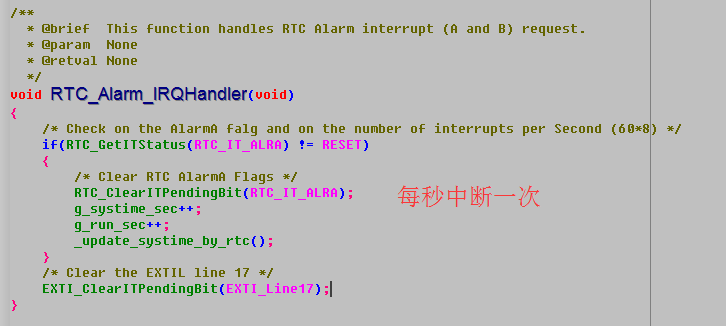 /**
  * @brief  This function handles RTC Alarm interrupt (A and B) request.
  * @param  None
  * @retval None
  */
void RTC_Alarm_IRQHandler(void)
{
    /* Check on the AlarmA falg and on the number of interrupts per Second (60*8) */
    if(RTC_GetITStatus(RTC_IT_ALRA) != RESET)
    {
        /* Clear RTC AlarmA Flags */
        RTC_ClearITPendingBit(RTC_IT_ALRA);
        g_systime_sec++;
        g_run_sec++;
        _update_systime_by_rtc();
    }
    /* Clear the EXTIL line 17 */
    EXTI_ClearITPendingBit(EXTI_Line17);
}
每秒中断一次